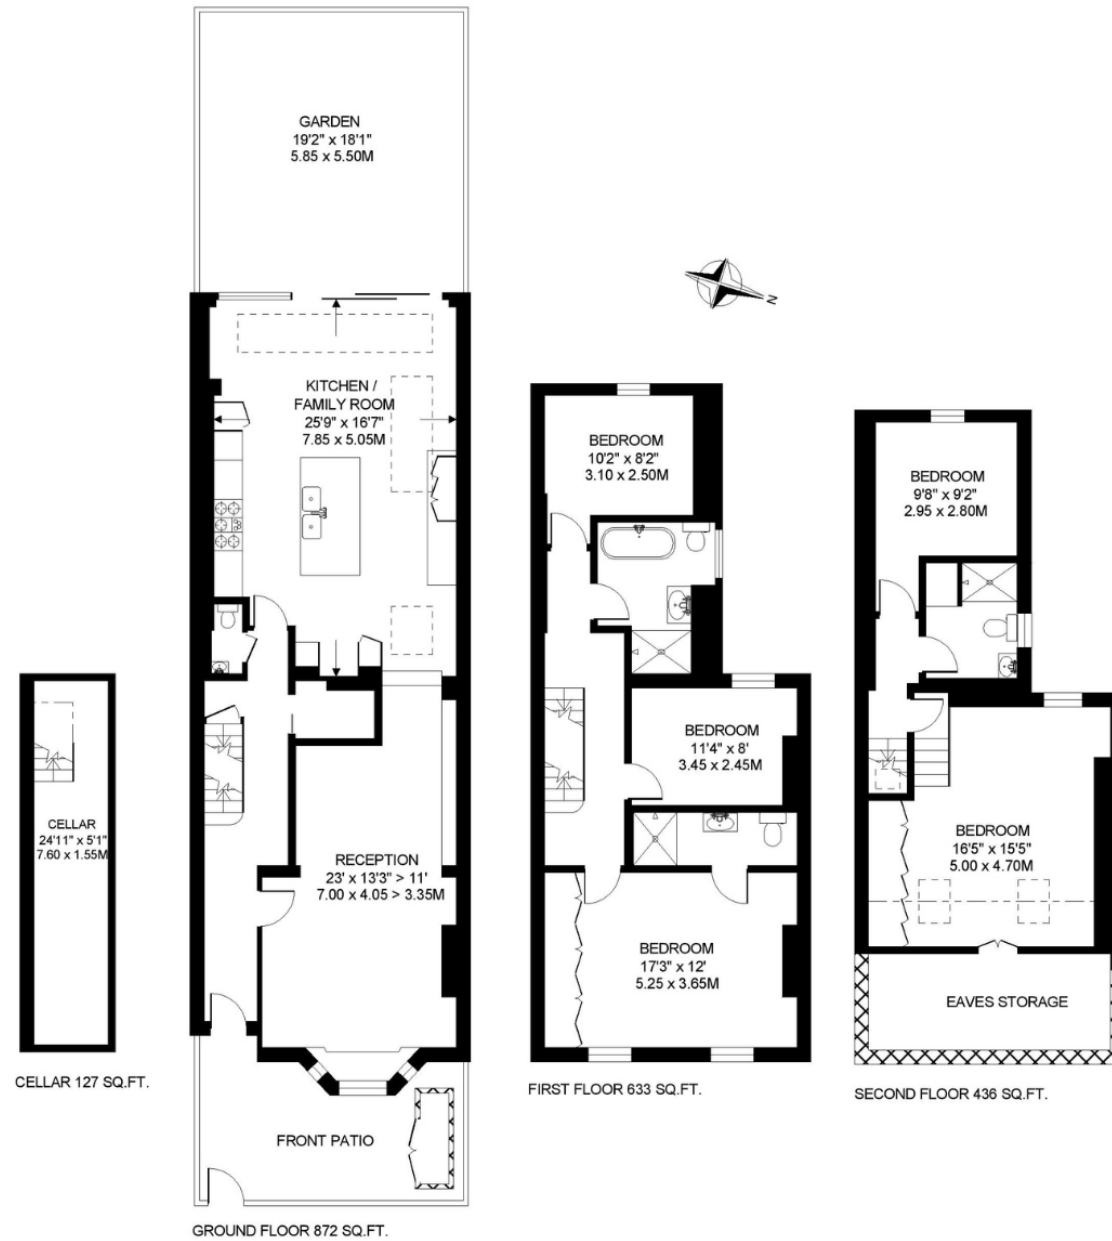 GARDEN
19'2" x 18'1"
5.85 x 5.50M
N
KITCHEN /
FAMILY ROOM
25'9" x 16'7"
7.85 x 5.05M
BEDROOM
10'2" x 8'2"
3.10 x 2.50M
BEDROOM
9'8" x 9'2"
2.95 x 2.80M
BEDROOM
11'4" x 8'
3.45 x 2.45M
CELLAR
24'11" x 5'1"
7.60 x 1.55M
RECEPTION
23' x 13'3" > 11'
7.00 x 4.05 > 3.35M
BEDROOM
16'5" x 15'5"
5.00 x 4.70M
BEDROOM
17'3" x 12'
5.25 x 3.65M
EAVES STORAGE
CELLAR 127 SQ.FT.
FIRST FLOOR 633 SQ.FT.
SECOND FLOOR 436 SQ.FT.
FRONT PATIO
GROUND FLOOR 872 SQ.FT.